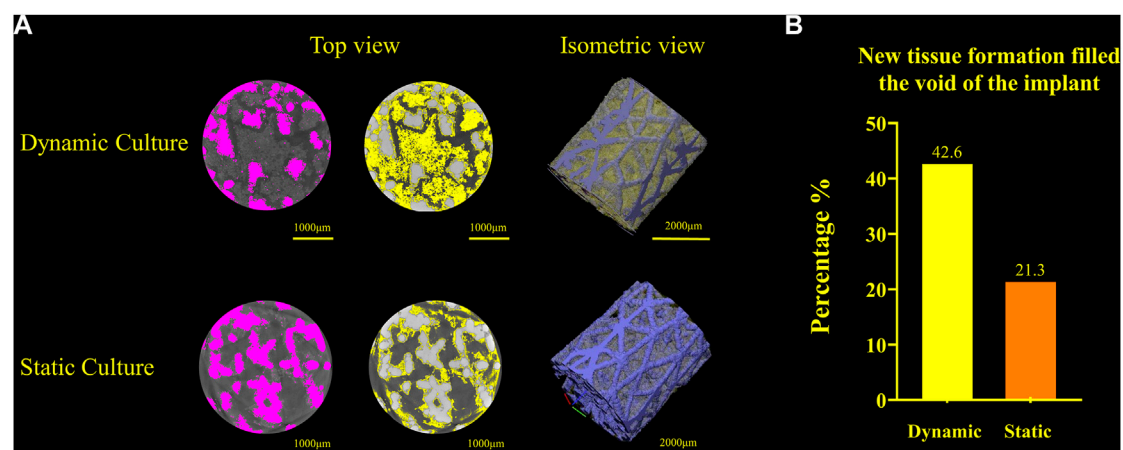 A
Top view
Isometric view
Dynamic Culture
1000μm
1000μm
2000μm
Static Culture
1000μm
1000μm
2000μm
B
New tissue formation filled
the void of the implant
Percentage %
50
40
30
20
10
0
42.6
21.3
Dynamic
Static